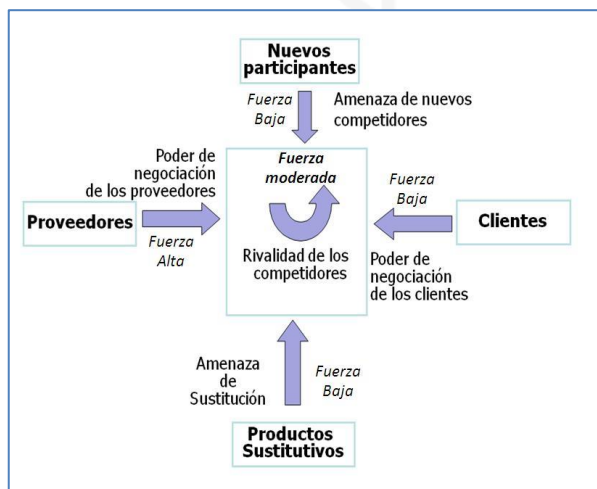 Nuevos
participantes
Fuerza
Baja
Amenaza de nuevos
competidores
Poder de
negociación
de los proveedores
Fuerza
moderada
Fuerza
Baja
Proveedores
Clientes
Fuerza
Alta
Rivalidad de los
competidores
Poder de
negociación
de los clientes
Amenaza
de
Sustitución
Fuerza
Baja
Productos
Sustitutivos